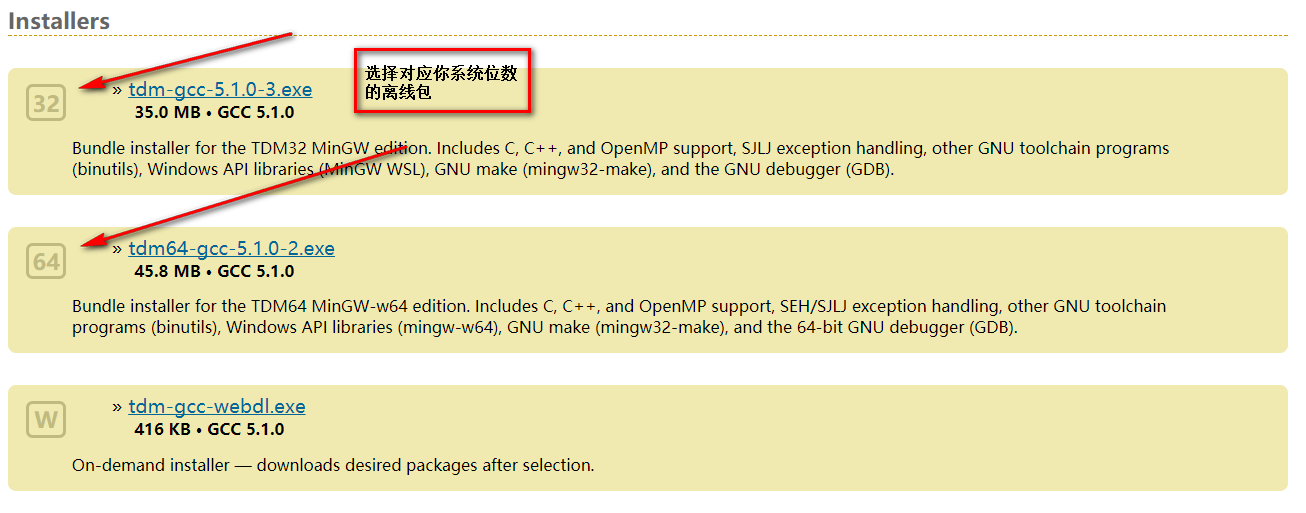 Installers
选择对应你系统位数
的离线包
32
» tdm-gcc-5.1.0-3.exe
35.0 MB • GCC 5.1.0
Bundle installer for the TDM32 MinGW edition. Includes C, C++, and OpenMP support, SJLJ exception handling, other GNU toolchain programs
(binutils), Windows API libraries (MinGW WSL), GNU make (mingw32-make), and the GNU debugger (GDB).
64
» tdm64-gcc-5.1.0-2.exe
45.8 MB • GCC 5.1.0
Bundle installer for the TDM64 MinGW-w64 edition. Includes C, C++, and OpenMP support, SEH/SJLJ exception handling, other GNU toolchain
programs (binutils), Windows API libraries (mingw-w64), GNU make (mingw32-make), and the 64-bit GNU debugger (GDB).
W
» tdm-gcc-webdl.exe
416 KB • GCC 5.1.0
On-demand installer — downloads desired packages after selection.